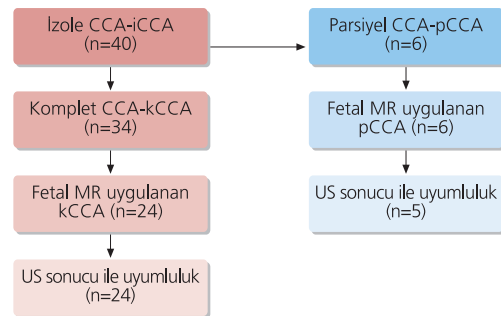 İzole CCA-iCCA
(n=40)
Komplet CCA-kCCA
(n=34)
Fetal MR uygulanan
kCCA (n=24)
US sonucu ile uyumluluk
(n=24)
Parsiyel CCA-pCCA
(n=6)
Fetal MR uygulanan
pCCA (n=6)
US sonucu ile uyumluluk
(n=5)